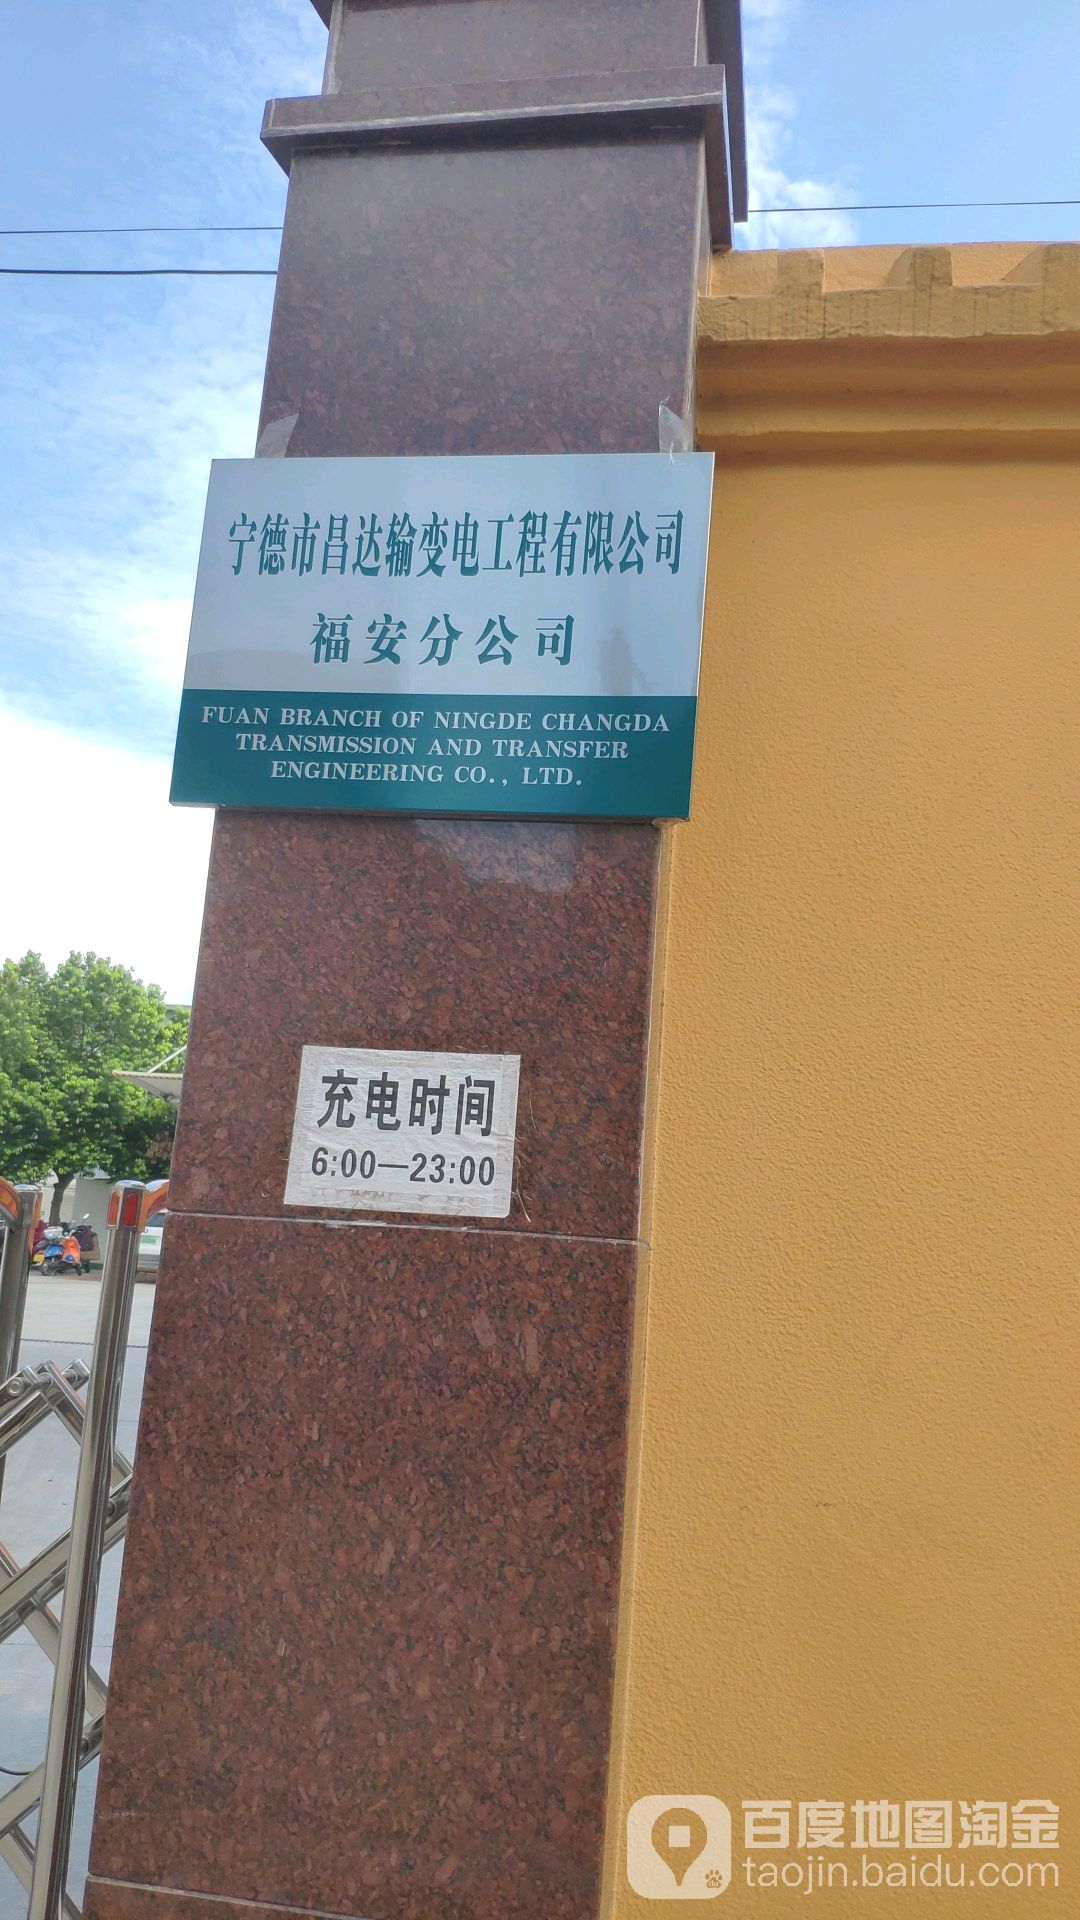 宁德市昌达输变电工程有限公司
福安分公司
FUAN BRANCH OF NINGDE CHANGDA
TRANSMISSION AND TRANSFER
ENGINEERING CO., LTD.
充电时间
6:00—23:00
百度地图淘金
taojin.baidu.com